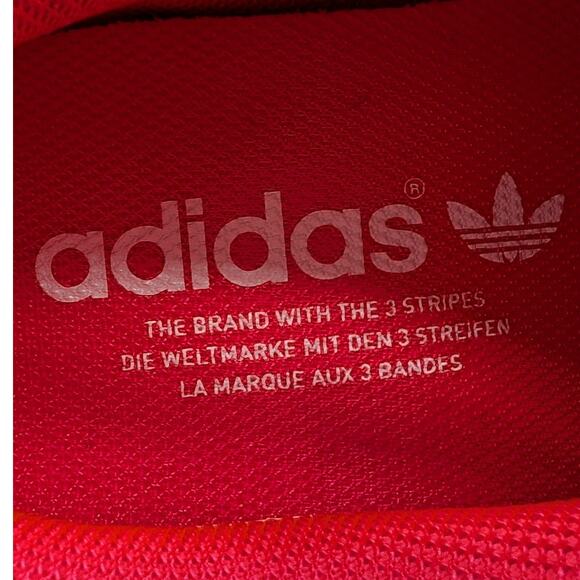 adidas®
THE BRAND WITH THE 3 STRIPES
DIE WELTMARKE MIT DEN 3 STREIFEN
LA MARQUE AUX 3 BANDES